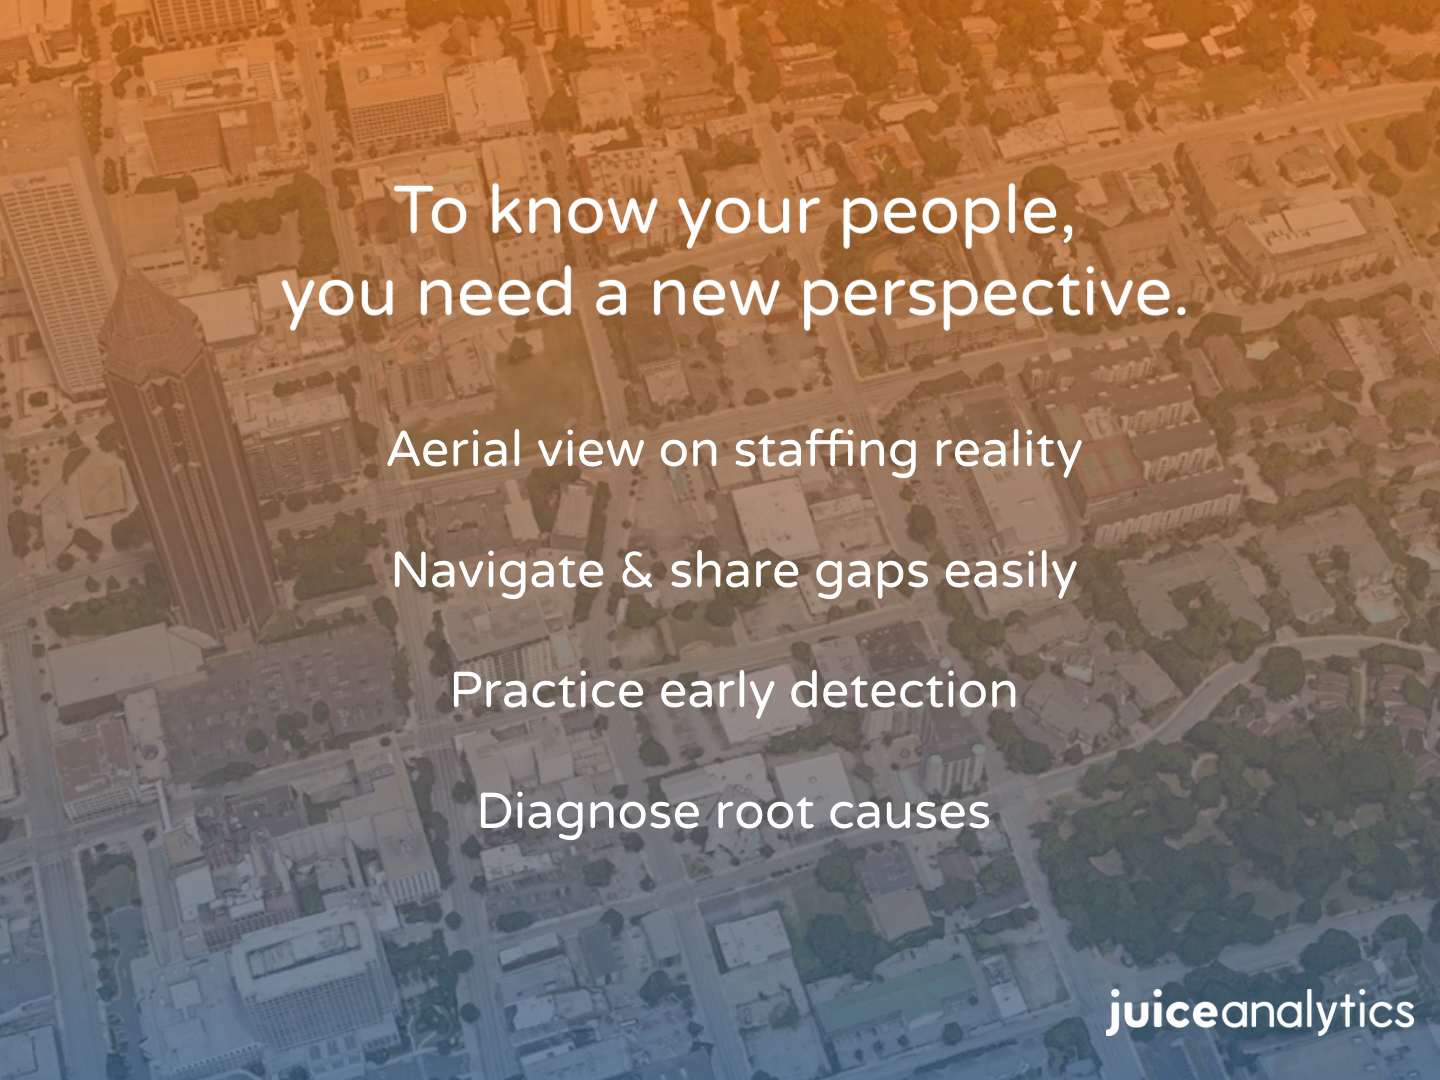 To know your people,
you need a new perspective.
Aerial view on staffing reality
Navigate & share gaps easily
Practice early detection
Diagnose root causes
juiceanalytics